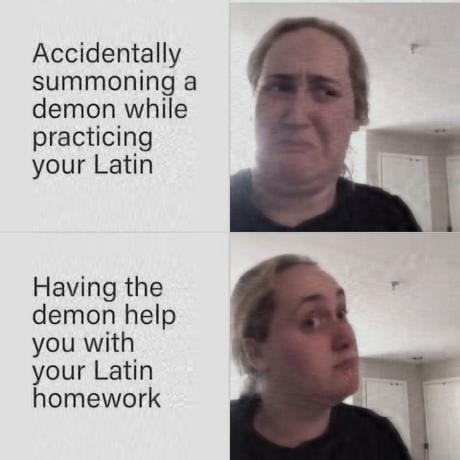 Accidentally
summoning a
demon while
practicing
your Latin
Having the
demon help
you with
your Latin
homework